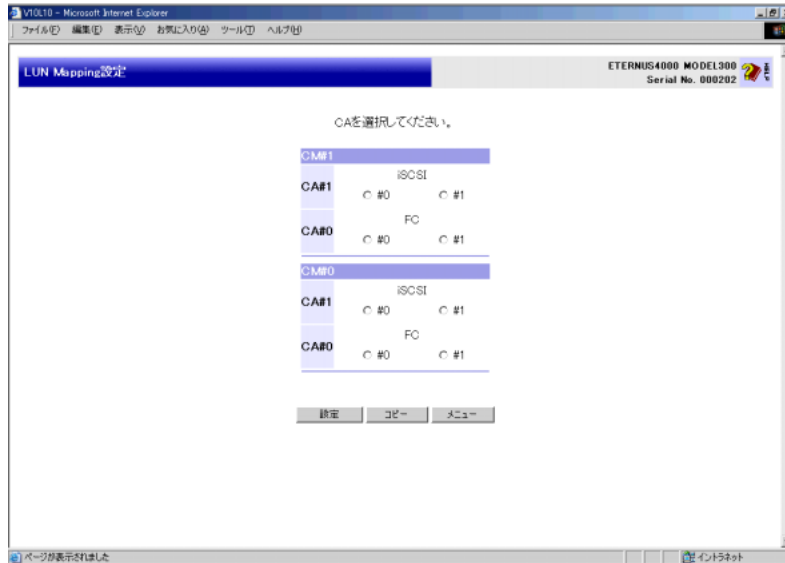 V10L10 - Microsoft Internet Explorer
ファイル(F) 編集(E) 表示(V) お気に入り(A) ツール(T) ヘルプ(H)
LUN Mapping設定
ETERNUS4000 MODEL300
Serial No. 000202
CAを選択してください。
CM#1
iSCSI
CA#1
#0 #1
FC
CA#0
#0 #1
CM#0
iSCSI
CA#1
#0 #1
FC
CA#0
#0 #1
設定 コピー メニュー
ページが表示されました
イントラネット